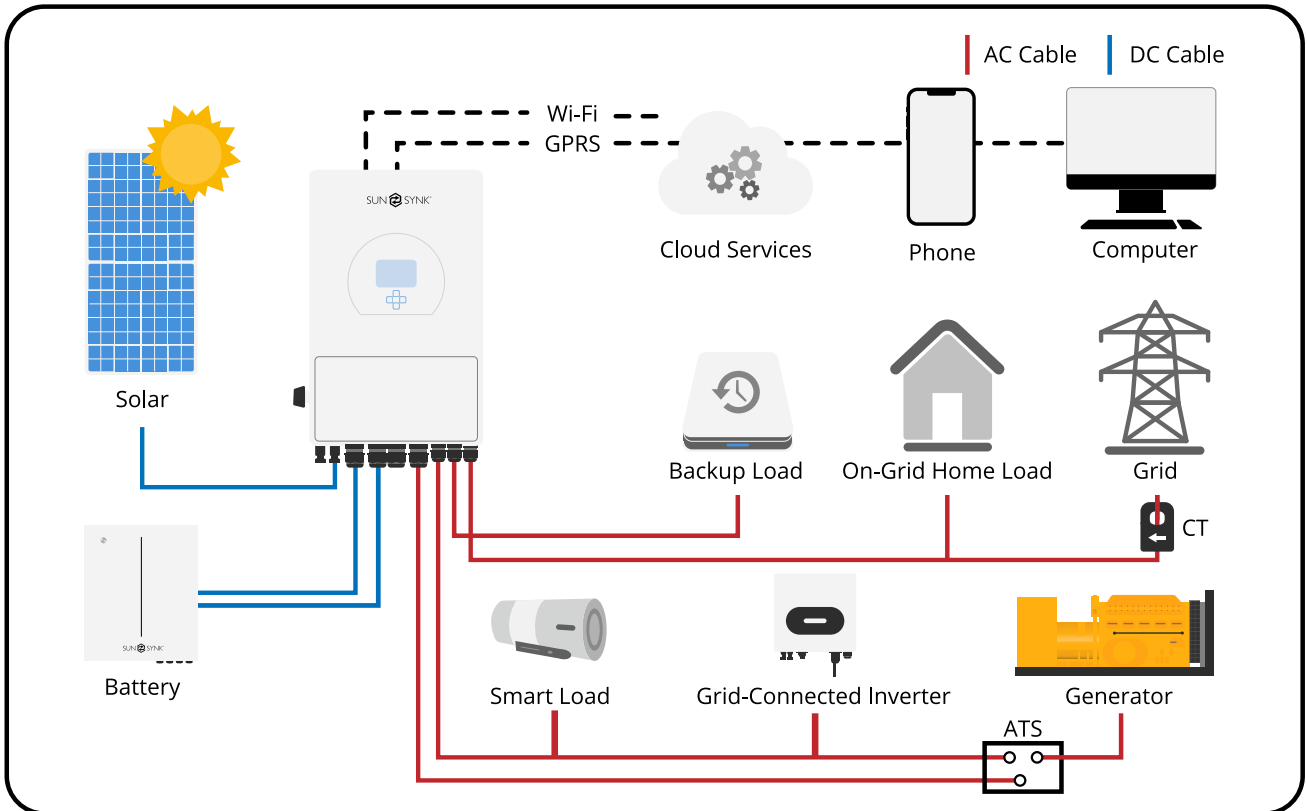 AC Cable
DC Cable
Wi-Fi
GPRS
SUN SYNK
Cloud Services
Phone
Computer
Solar
Backup Load
On-Grid Home Load
Grid
CT
SUN SYNK
Battery
Smart Load
Grid-Connected Inverter
Generator
ATS